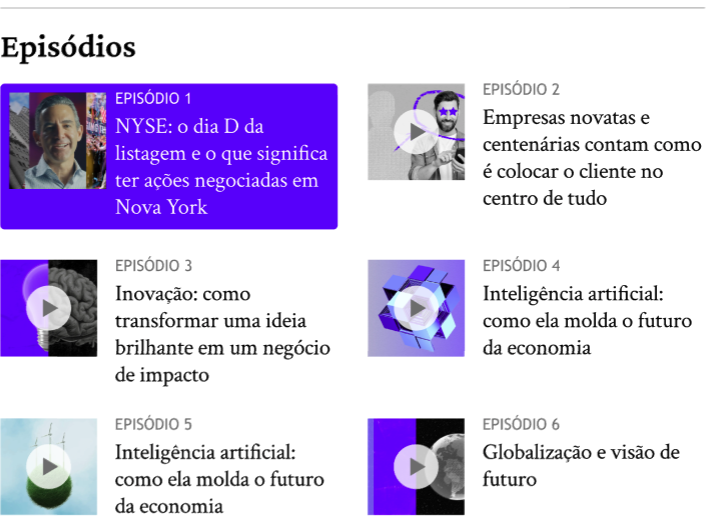 Episódios
EPISÓDIO 1
NYSE: o dia D da
listagem e o que significa
ter ações negociadas em
Nova York
EPISÓDIO 2
Empresas novatas e
centenárias contam como
é colocar o cliente no
centro de tudo
EPISÓDIO 3
Inovação: como
transformar uma ideia
brilhante em um negócio
de impacto
EPISÓDIO 4
Inteligência artificial:
como ela molda o futuro
da economia
EPISÓDIO 5
Inteligência artificial:
como ela molda o futuro
da economia
EPISÓDIO 6
Globalização e visão de
futuro